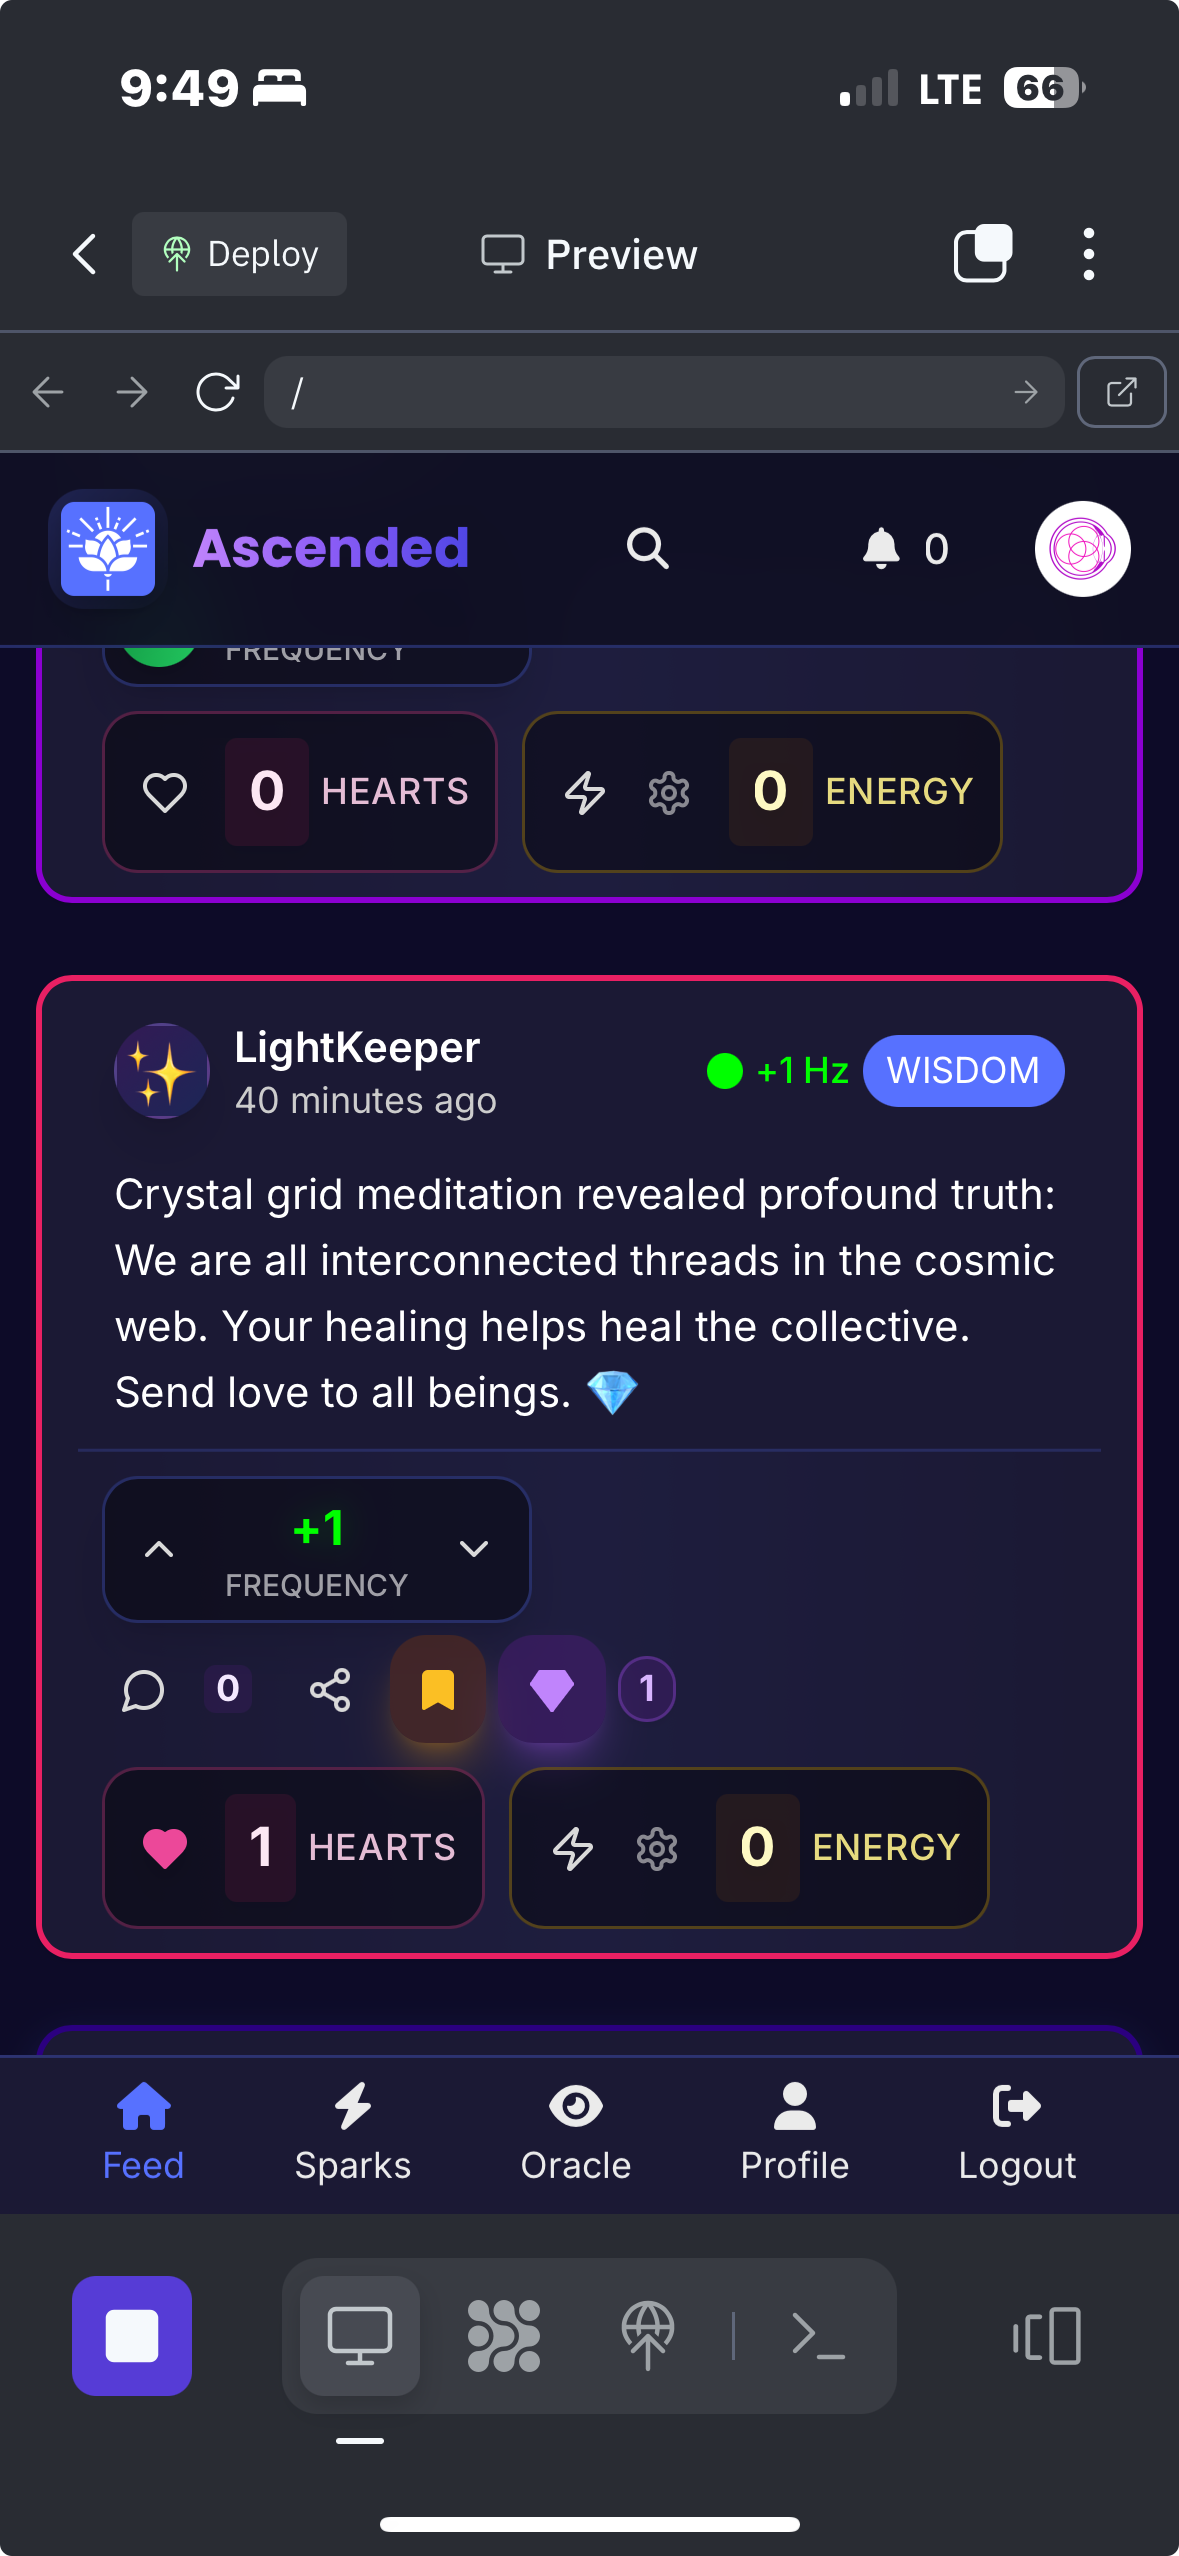 9:49
LTE 66
Deploy
Preview
/
Ascended
0
FREQUENCY
0 HEARTS
0 ENERGY
LightKeeper
40 minutes ago
+1 Hz
WISDOM
Crystal grid meditation revealed profound truth:
We are all interconnected threads in the cosmic
web. Your healing helps heal the collective.
Send love to all beings. 💎
+1
FREQUENCY
0
1
1 HEARTS
0 ENERGY
Feed
Sparks
Oracle
Profile
Logout